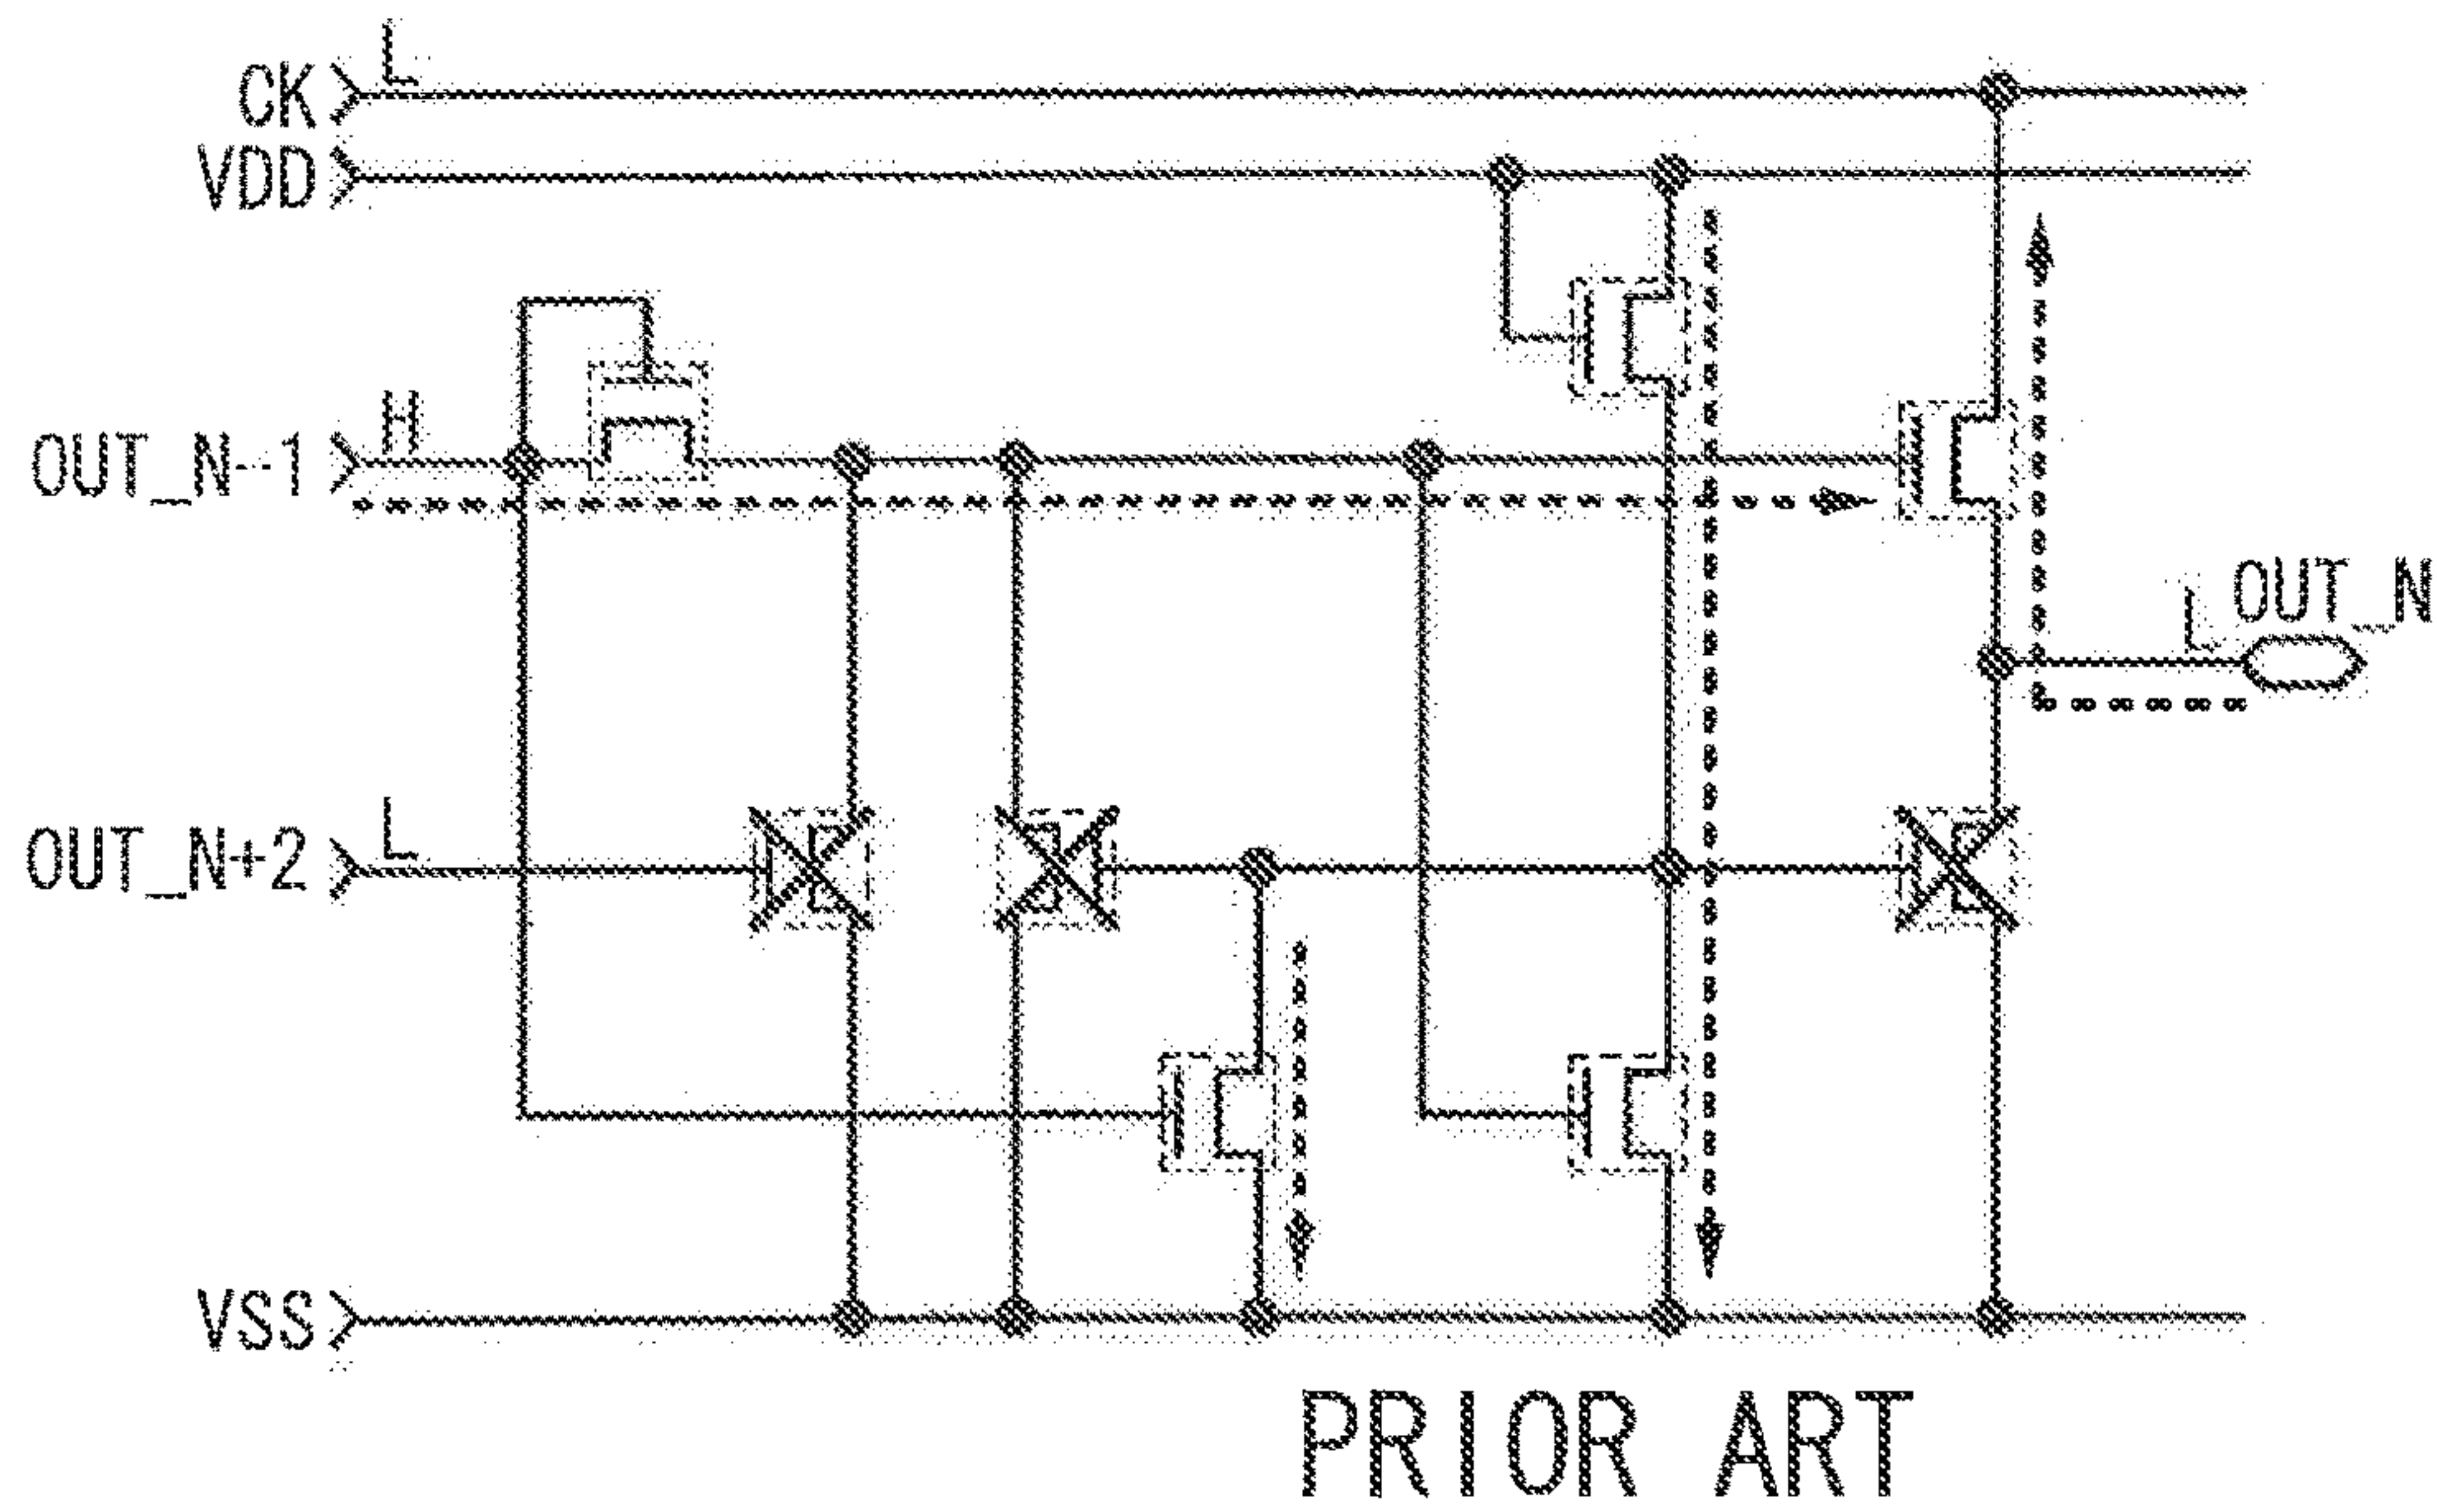 L
CK
VDD
H
OUT_N-1
L OUT_N
L
OUT_N+2
VSS
PRIOR ART